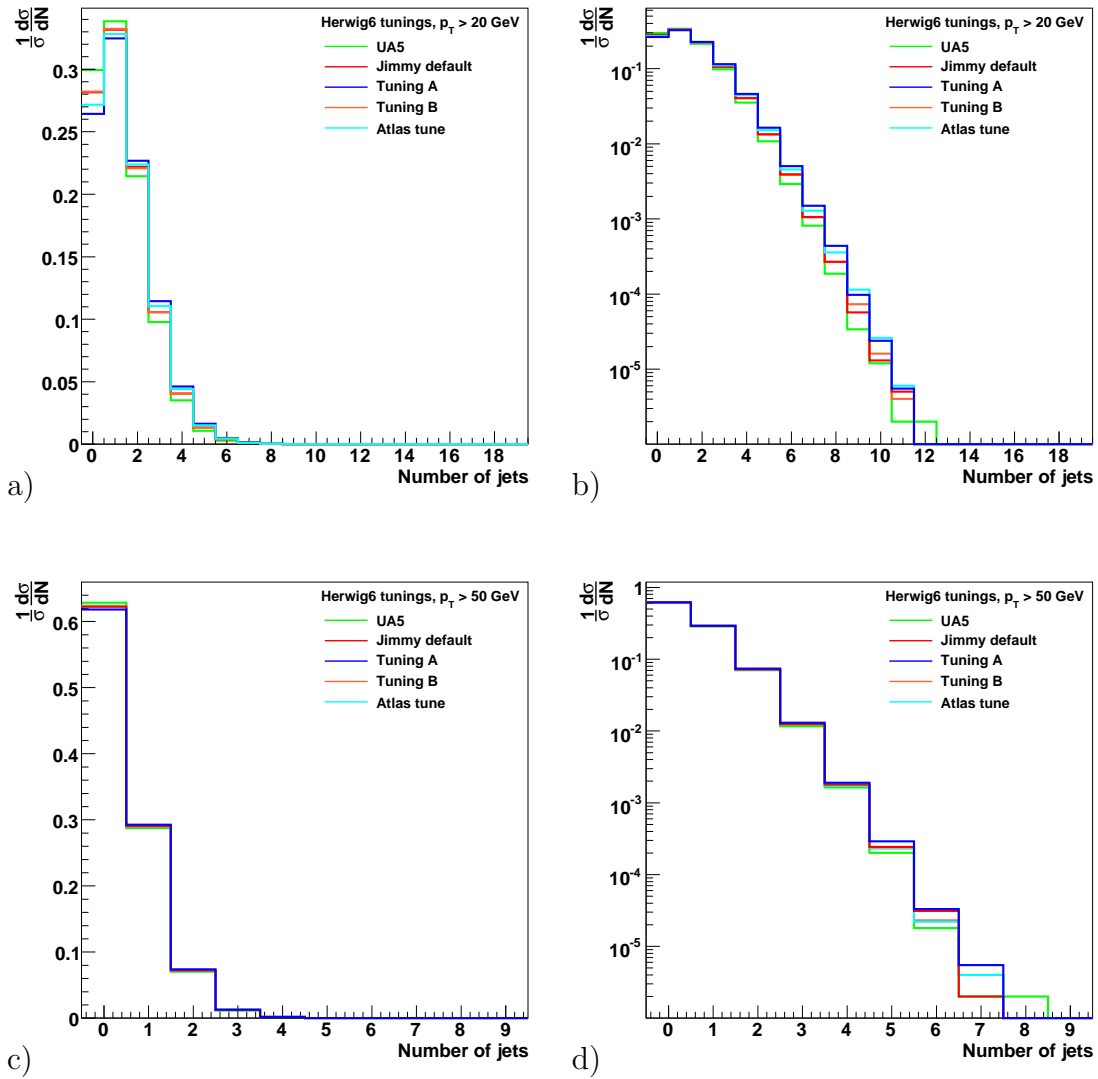 1/σ dσ/dN
Herwig6 tunings, p_T > 20 GeV
UA5
Jimmy default
Tuning A
Tuning B
Atlas tune
0.3
0.25
0.2
0.15
0.1
0.05
0
0 2 4 6 8 10 12 14 16 18
Number of jets
a)
1/σ dσ/dN
Herwig6 tunings, p_T > 20 GeV
UA5
Jimmy default
Tuning A
Tuning B
Atlas tune
10^-1
10^-2
10^-3
10^-4
10^-5
0 2 4 6 8 10 12 14 16 18
Number of jets
b)
1/σ dσ/dN
Herwig6 tunings, p_T > 50 GeV
UA5
Jimmy default
Tuning A
Tuning B
Atlas tune
0.6
0.5
0.4
0.3
0.2
0.1
0
0 1 2 3 4 5 6 7 8 9
Number of jets
c)
1/σ dσ/dN
Herwig6 tunings, p_T > 50 GeV
UA5
Jimmy default
Tuning A
Tuning B
Atlas tune
1
10^-1
10^-2
10^-3
10^-4
10^-5
0 1 2 3 4 5 6 7 8 9
Number of jets
d)